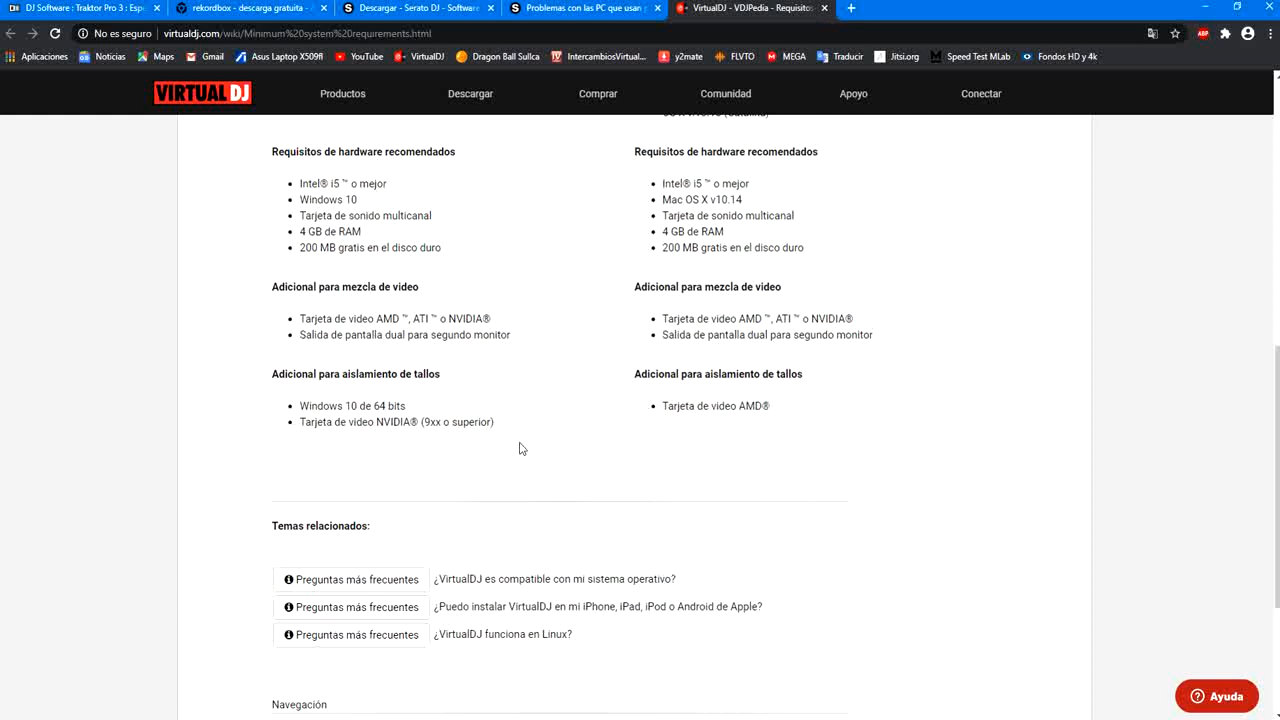 DJ Software : Traktor Pro 3 : Esp
rekordbox - descarga gratuita -
Descargar - Serato DJ - Software
Problemas con las PC que usan p
VirtualDJ - VDJPedia - Requisitos
No es seguro | virtualdj.com/wiki/Minimum%20system%20requirements.html
Aplicaciones Noticias Maps Gmail Asus Laptop X509fl YouTube VirtualDJ Dragon Ball Sullca IntercambiosVirtual... y2mate FLVTO MEGA Traducir Jitsi.org Speed Test MLab Fondos HD y 4k
VIRTUAL DJ Productos Descargar Comprar Comunidad Apoyo Conectar
Requisitos de hardware recomendados
Intel® i5 ™ o mejor
Windows 10
Tarjeta de sonido multicanal
4 GB de RAM
200 MB gratis en el disco duro
Adicional para mezcla de video
Tarjeta de video AMD ™, ATI ™ o NVIDIA®
Salida de pantalla dual para segundo monitor
Adicional para aislamiento de tallos
Windows 10 de 64 bits
Tarjeta de video NVIDIA® (9xx o superior)
Requisitos de hardware recomendados
Intel® i5 ™ o mejor
Mac OS X v10.14
Tarjeta de sonido multicanal
4 GB de RAM
200 MB gratis en el disco duro
Adicional para mezcla de video
Tarjeta de video AMD ™, ATI ™ o NVIDIA®
Salida de pantalla dual para segundo monitor
Adicional para aislamiento de tallos
Tarjeta de video AMD®
Temas relacionados:
Preguntas más frecuentes ¿VirtualDJ es compatible con mi sistema operativo?
Preguntas más frecuentes ¿Puedo instalar VirtualDJ en mi iPhone, iPad, iPod o Android de Apple?
Preguntas más frecuentes ¿VirtualDJ funciona en Linux?
Navegación
Ayuda